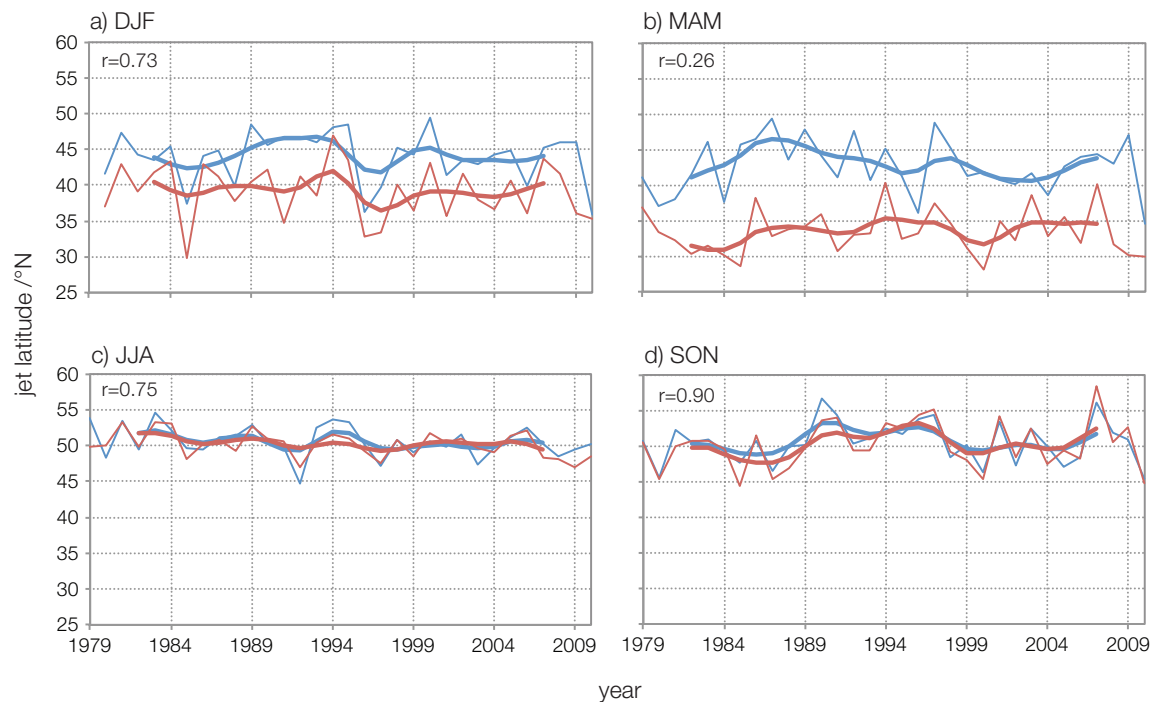 a) DJF
b) MAM
r=0.73
r=0.26
60
55
50
45
40
35
30
25
jet latitude /°N
c) JJA
d) SON
r=0.75
r=0.90
60
55
50
45
40
35
30
25
1979 1984 1989 1994 1999 2004 2009
1979 1984 1989 1994 1999 2004 2009
year